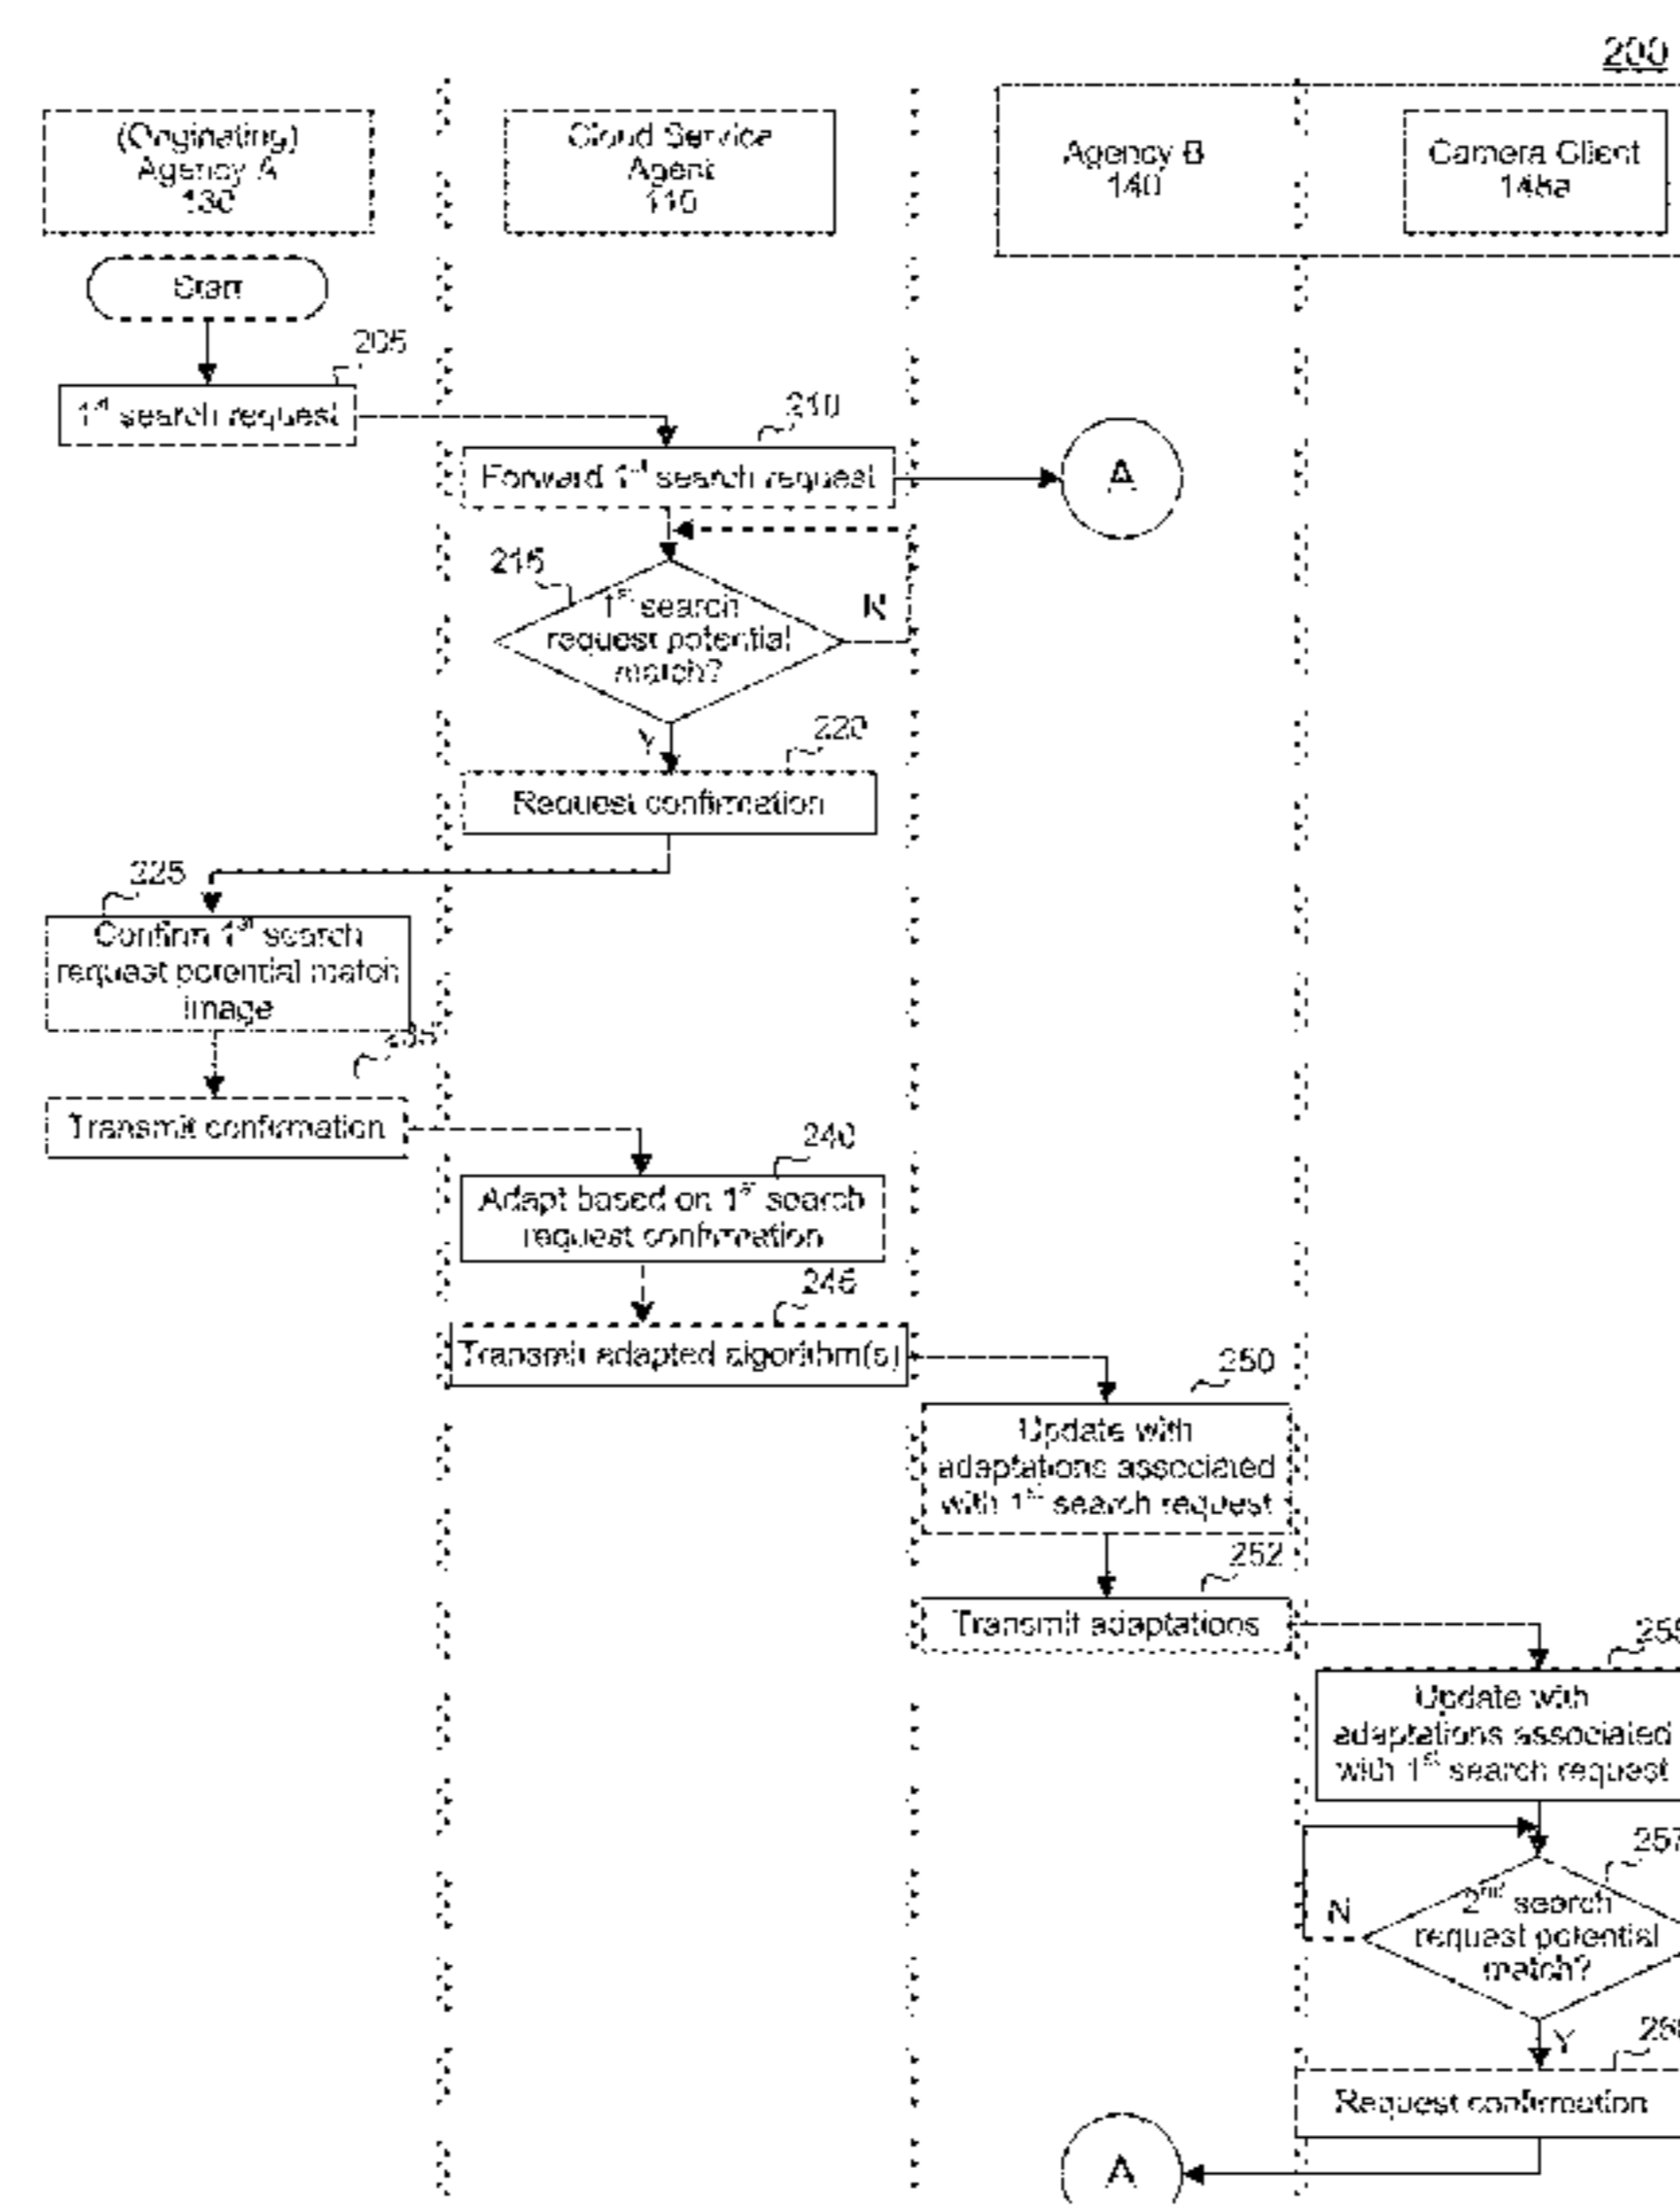 200
(Originating)
Agency A
130
Cloud Service
Agent
110
Agency B
140
Camera Client
148a
Start
205
1st search request
210
Forward 1st search request
A
215
1st search
request potential
match?
N
Y
220
Request confirmation
225
Confirm 1st search
request potential match
image
235
Transmit confirmation
240
Adapt based on 1st search
request confirmation
245
Transmit adapted algorithm(s)
250
Update with
adaptations associated
with 1st search request
252
Transmit adaptations
255
Update with
adaptations associated
with 1st search request
257
2nd search
request potential
match?
N
Y
Request confirmation
A